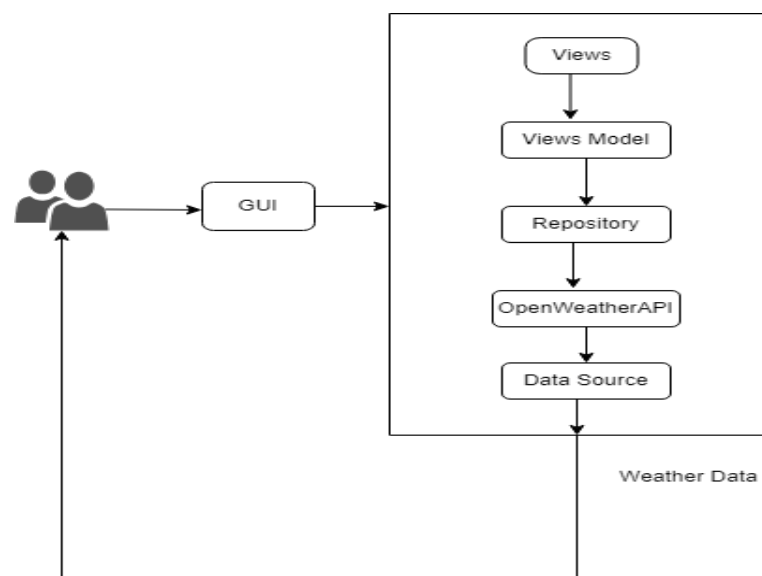 Views
Views Model
GUI
Repository
OpenWeatherAPI
Data Source
Weather Data